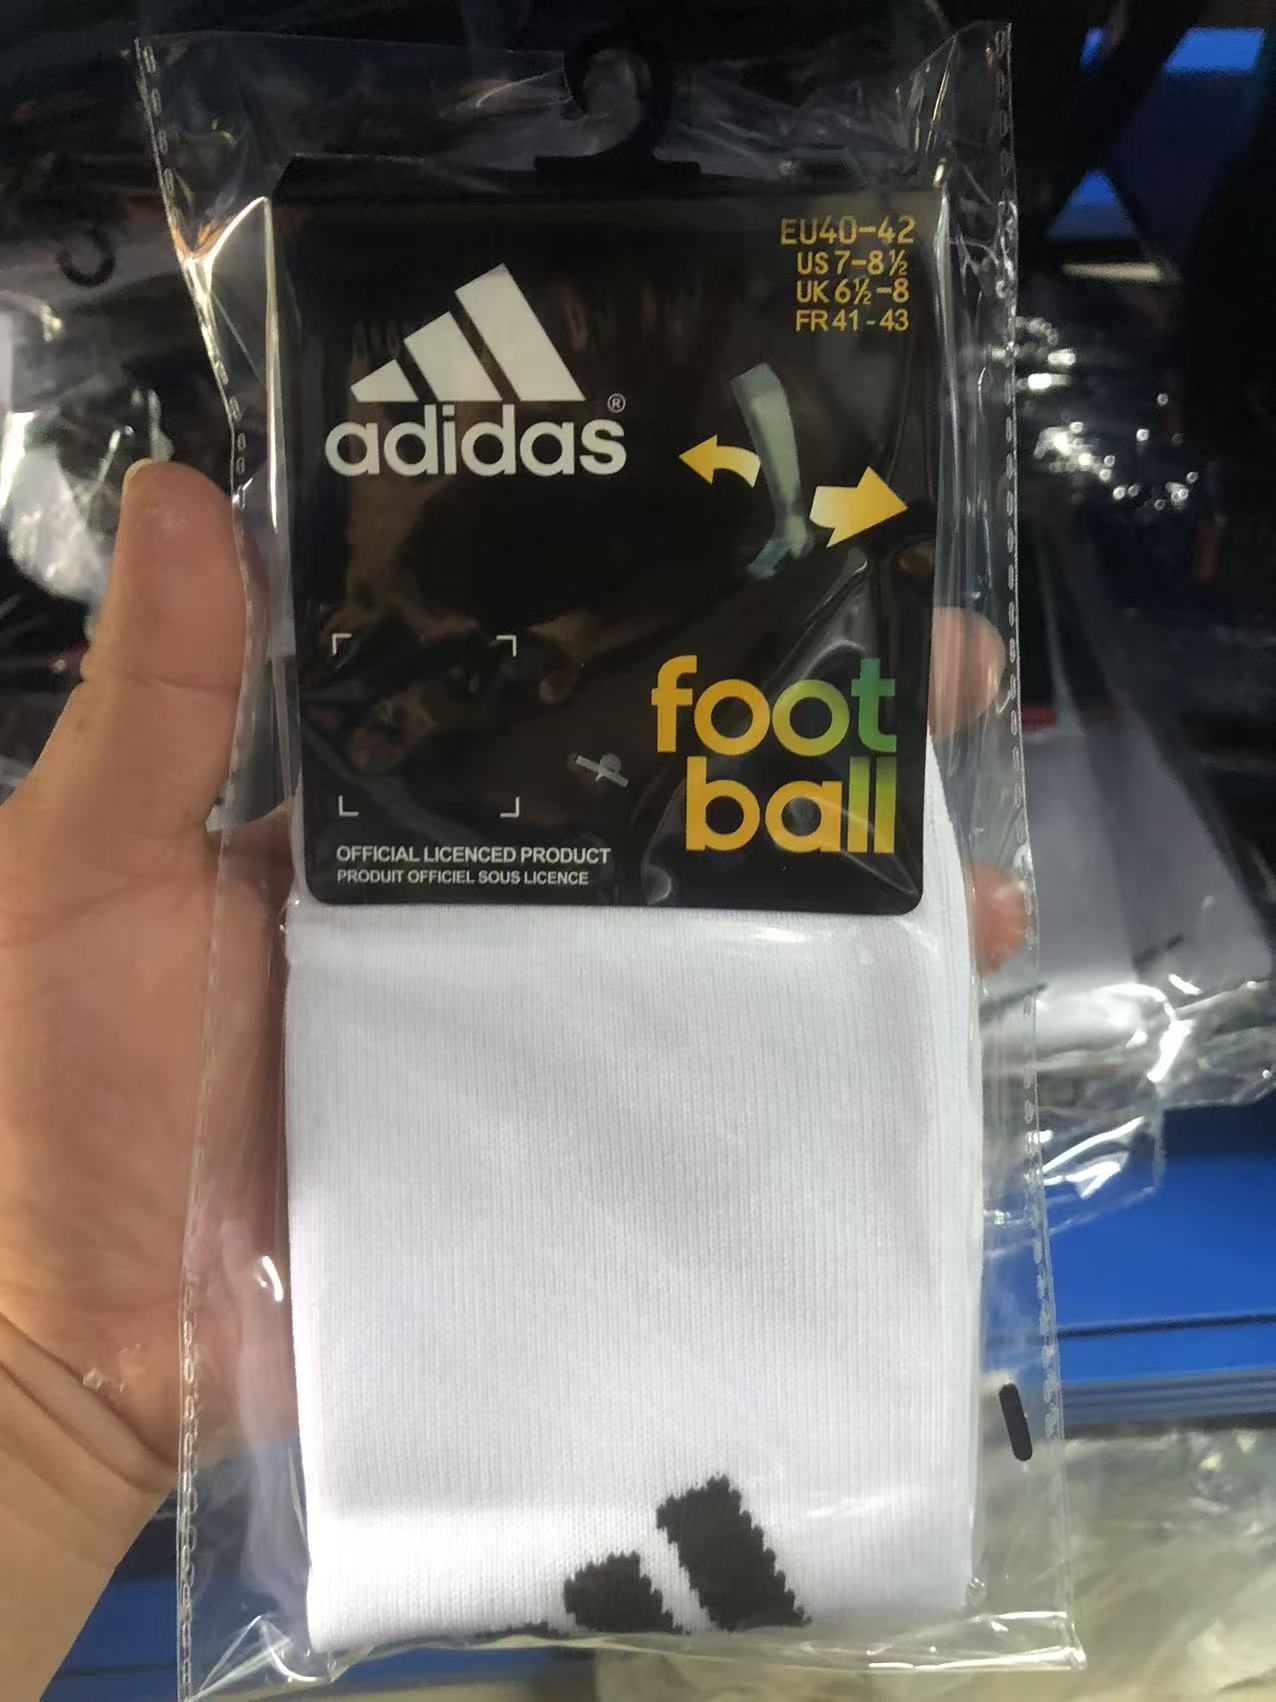 EU40-42
US 7-8½
UK 6½-8
FR 41-43
adidas®
foot
ball
OFFICIAL LICENCED PRODUCT
PRODUIT OFFICIEL SOUS LICENCE